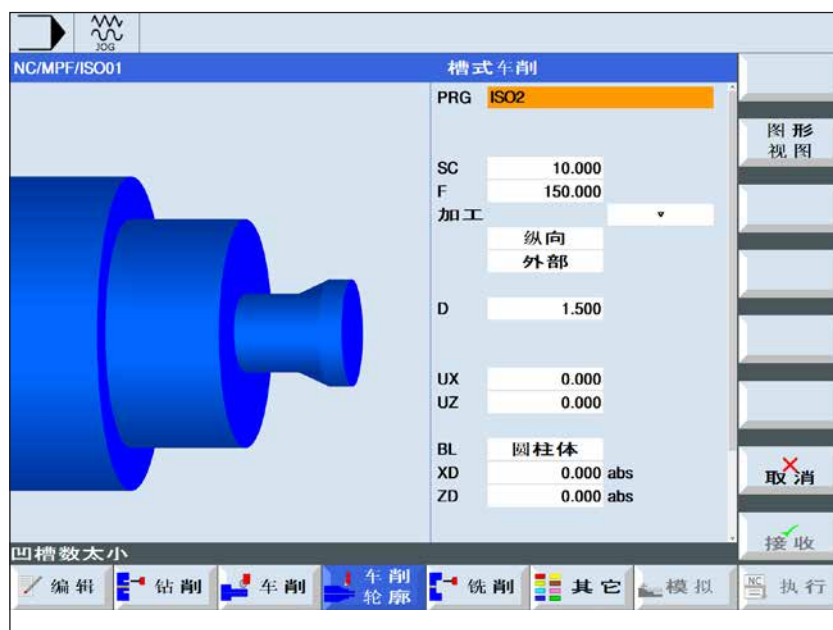 JOG
NC/MPF/ISO01
槽式车削
PRG ISO2
SC 10.000
F 150.000
加工
纵向
外部
D 1.500
UX 0.000
UZ 0.000
BL 圆柱体
XD 0.000 abs
ZD 0.000 abs
凹槽数太小
图形
视图
取消
接收
编辑
钻削
车削
车削
轮廓
铣削
其它
模拟
NC
执行